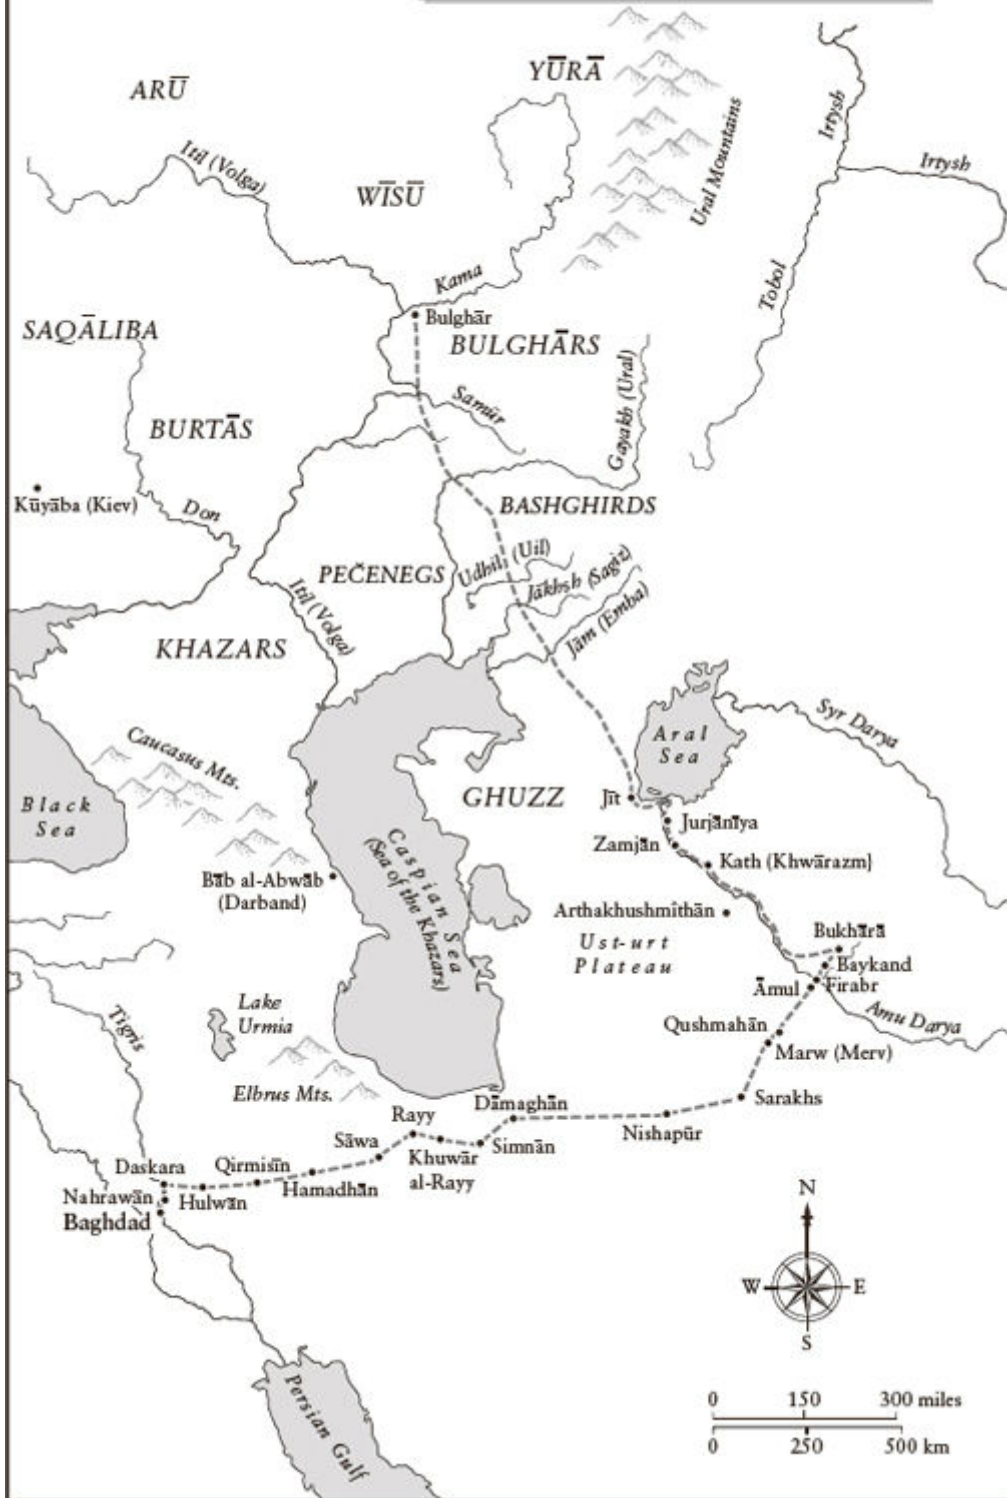 ARŪ
YŪRĀ
Irtysh
Irtysh
Itil (Volga)
WĪSŪ
Ural Mountains
Kama
Tobol
Bulghār
SAQĀLIBA
BULGHĀRS
Gayakh (Ural)
Samūr
BURTĀS
Kūyāba (Kiev)
Don
BASHGHIRDS
Udhil (Uil)
PEČENEGS
Jākhsh (Sagiz)
Itil (Volga)
Jām (Emba)
KHAZARS
Syr Darya
Aral
Sea
Caucasus Mts.
GHUZZ
Jīt
Black
Sea
Jurjānīya
Zamjān
Caspian Sea
(Sea of the Khazars)
Kath (Khwārazm)
Bāb al-Abwāb
(Darband)
Arthakhushmīthān
Ust-urt
Plateau
Bukhārā
Baykand
Āmul
Firabr
Lake
Urmia
Tigris
Amu Darya
Qushmahān
Marw (Merv)
Elbrus Mts.
Sarakhs
Dāmaghān
Rayy
Nishapūr
Simnān
Sāwa
Khuwār
al-Rayy
Daskara
Qirmisīn
Hamadhān
Nahrawān
Hulwān
Baghdad
N
W
E
S
Persian Gulf
0 150 300 miles
0 250 500 km